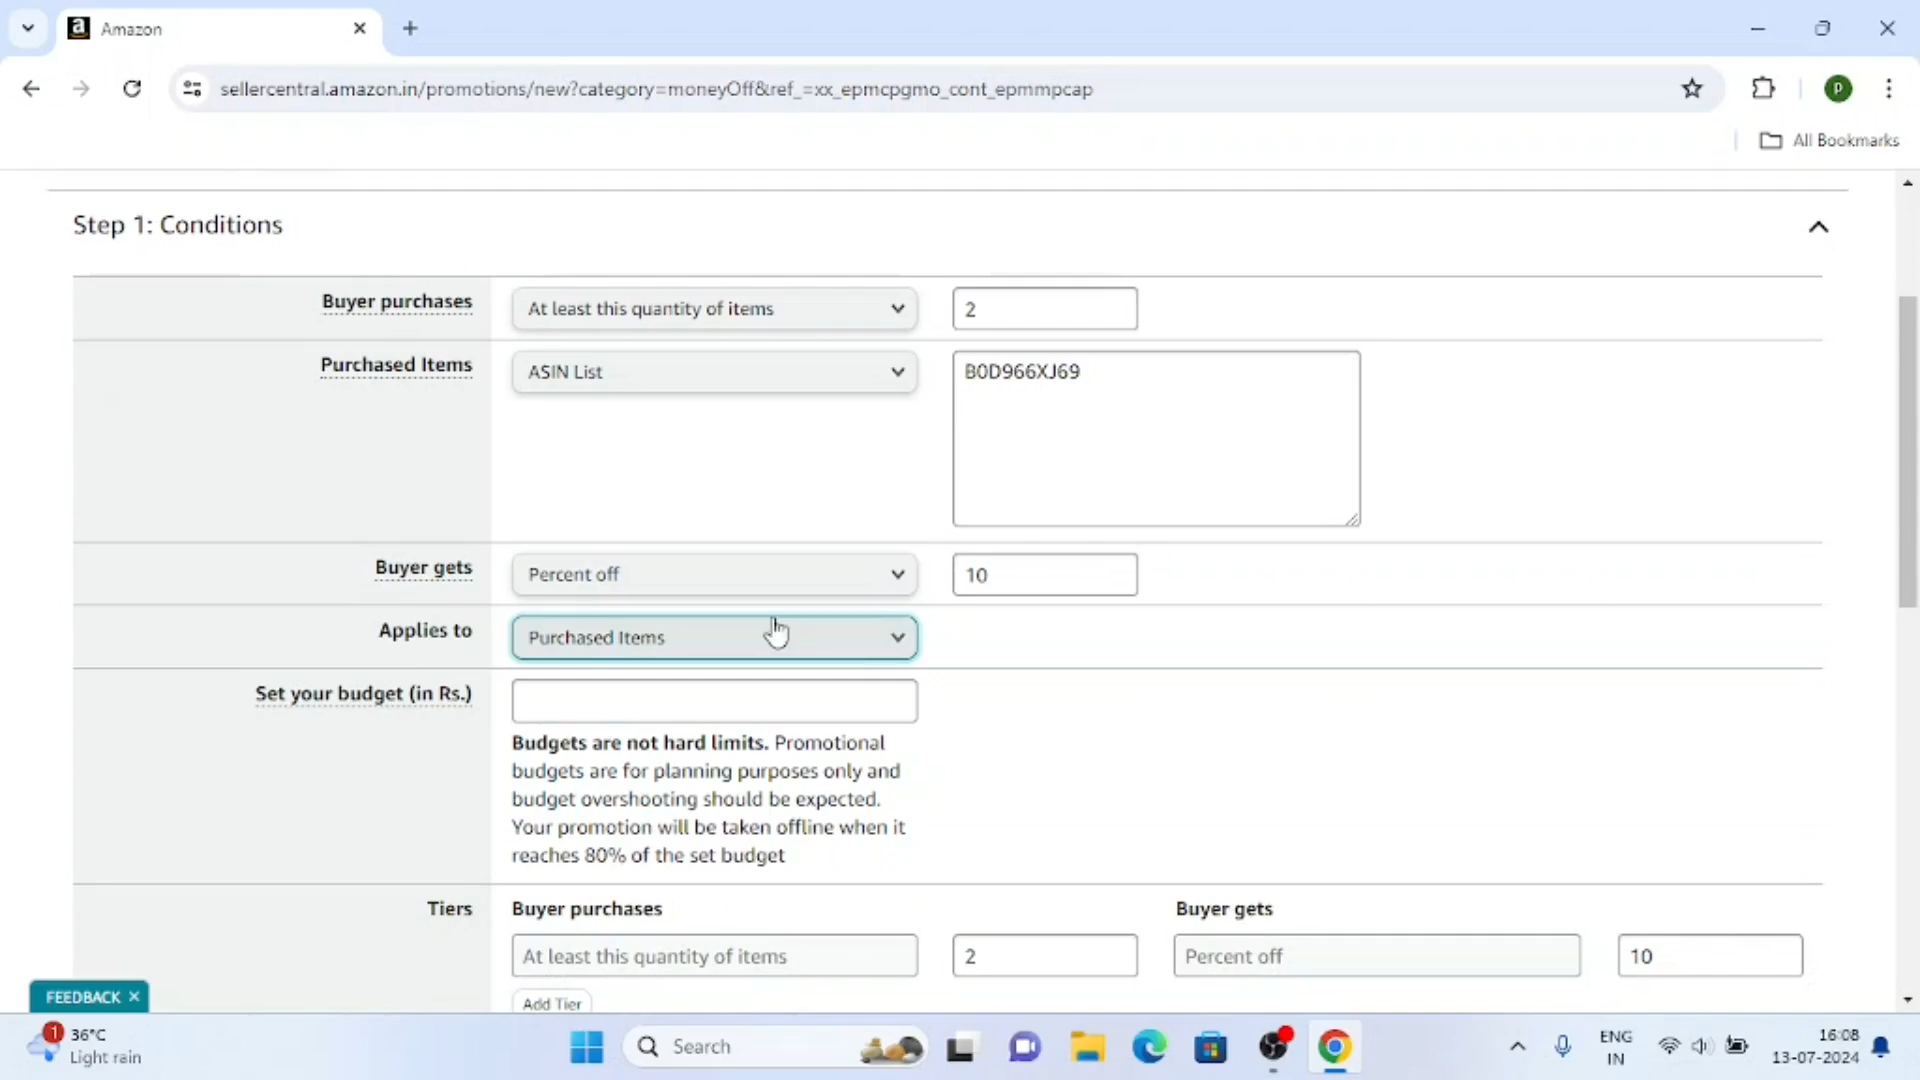 Amazon
sellercentral.amazon.in/promotions/new?category=moneyOff&ref_=xx_epmcpgmo_cont_epmmpcap
P
All Bookmarks
Step 1: Conditions
Buyer purchases
At least this quantity of items
2
Purchased Items
ASIN List
B0D966XJ69
Buyer gets
Percent off
10
Applies to
Purchased Items
Set your budget (in Rs.)
Budgets are not hard limits. Promotional
budgets are for planning purposes only and
budget overshooting should be expected.
Your promotion will be taken offline when it
reaches 80% of the set budget
Tiers
Buyer purchases
Buyer gets
At least this quantity of items
2
Percent off
10
Add Tier
FEEDBACK
1
36°C
Light rain
Search
ENG
IN
16:08
13-07-2024